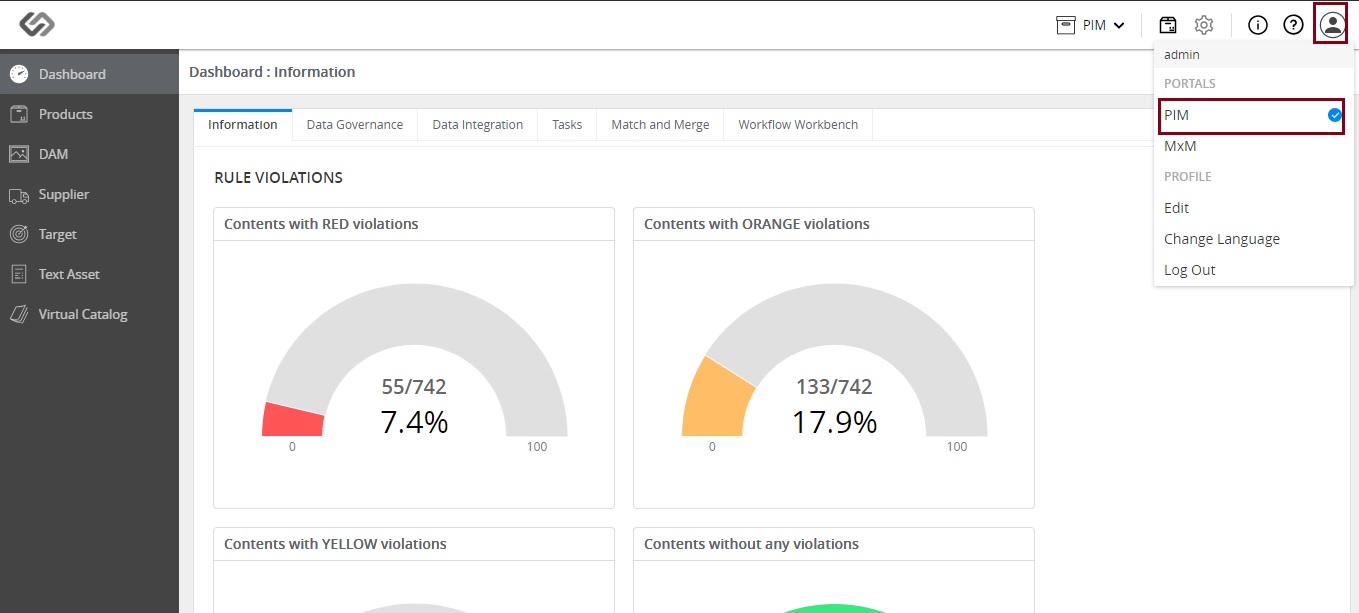 PIM
admin
PORTALS
PIM
MxM
PROFILE
Edit
Change Language
Log Out
Dashboard
Products
DAM
Supplier
Target
Text Asset
Virtual Catalog
Dashboard : Information
Information Data Governance Data Integration Tasks Match and Merge Workflow Workbench
RULE VIOLATIONS
Contents with RED violations
55/742
7.4%
0 100
Contents with ORANGE violations
133/742
17.9%
0 100
Contents with YELLOW violations
Contents without any violations